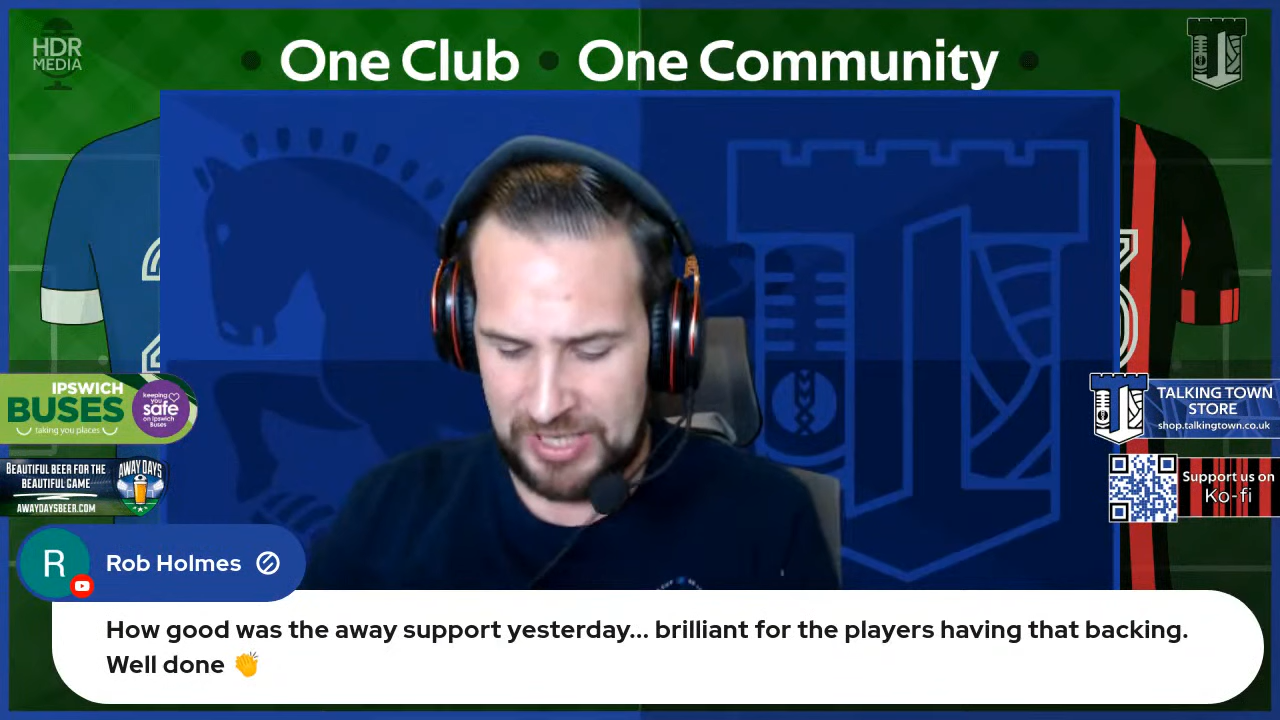 HDR
MEDIA
One Club • One Community
IPSWICH
BUSES
taking you places
keeping
you
safe
on Ipswich
Buses
BEAUTIFUL BEER FOR THE
BEAUTIFUL GAME
AWAYDAYSBEER.COM
AWAY DAYS
TALKING TOWN
STORE
shop.talkingtown.co.uk
Support us on
Ko-fi
R
Rob Holmes
How good was the away support yesterday... brilliant for the players having that backing.
Well done 👏